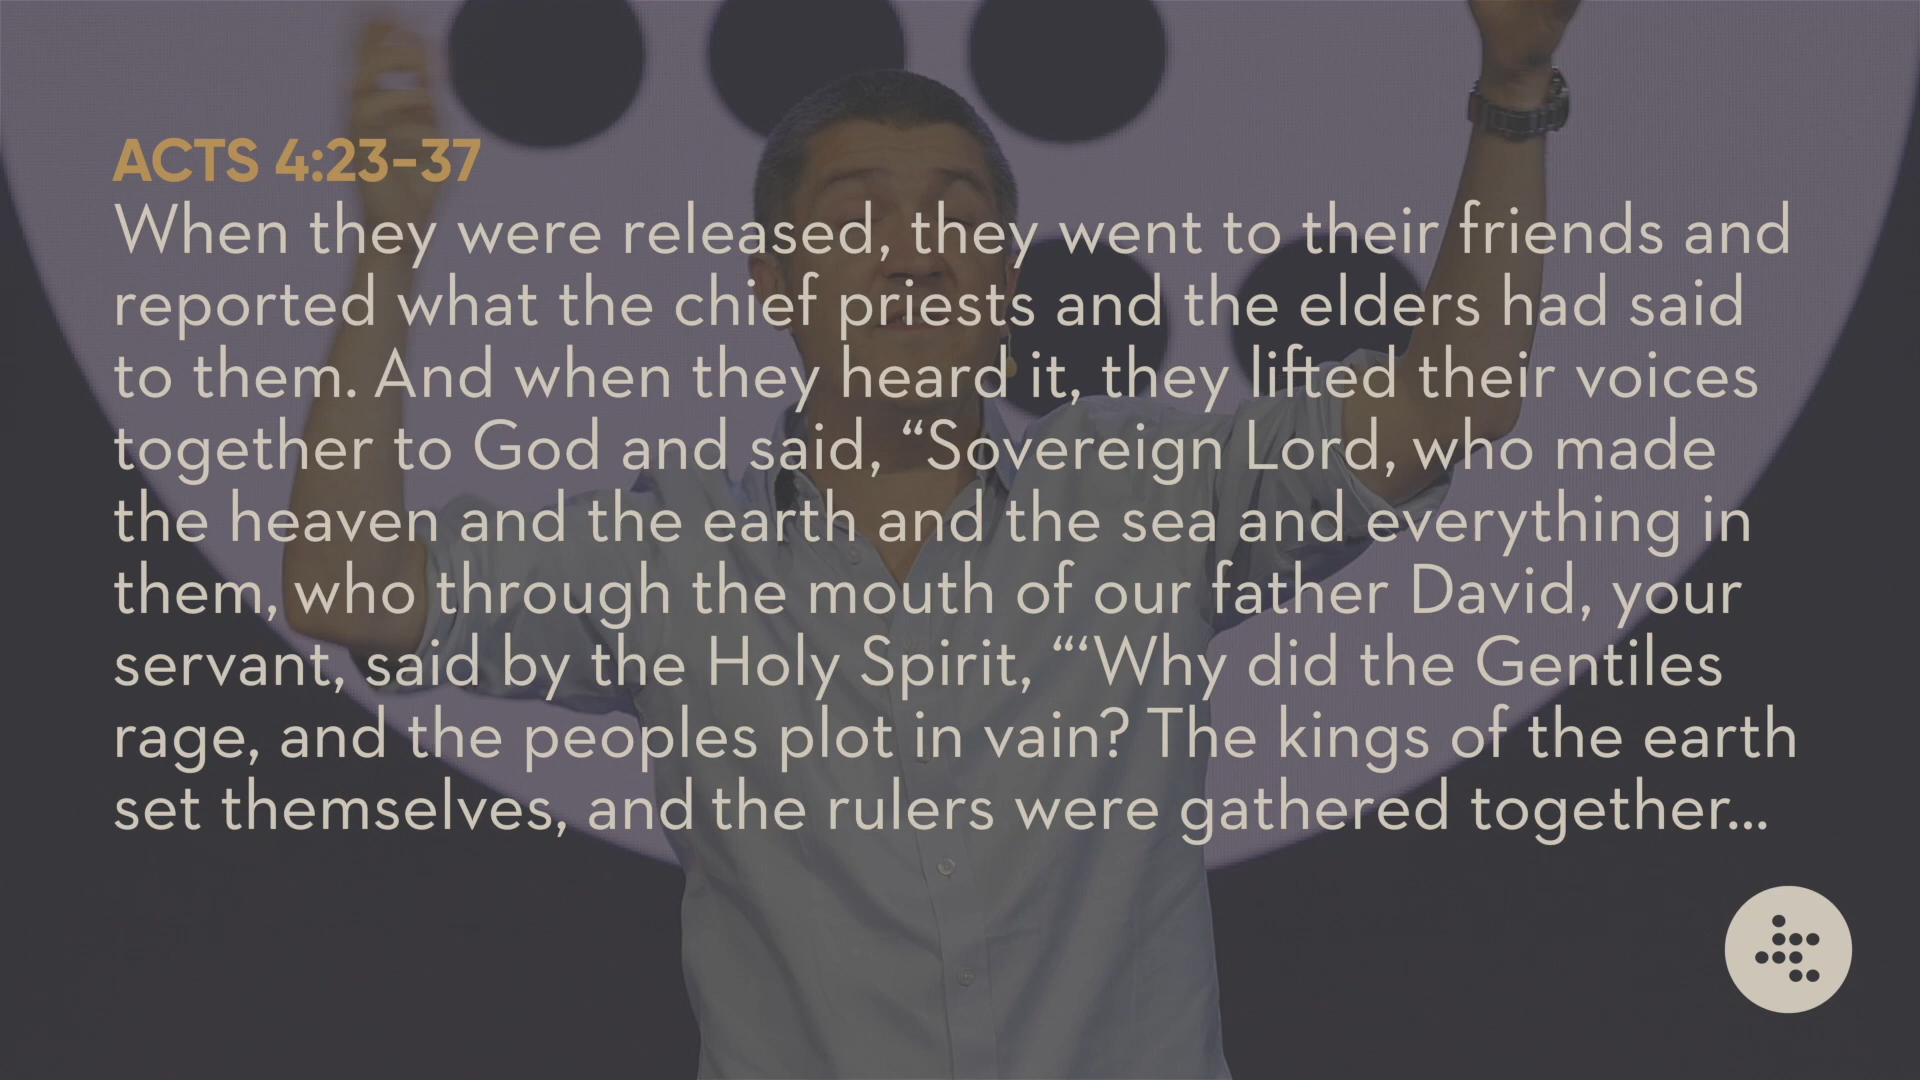 ACTS 4:23-37
When they were released, they went to their friends and
reported what the chief priests and the elders had said
to them. And when they heard it, they lifted their voices
together to God and said, “Sovereign Lord, who made
the heaven and the earth and the sea and everything in
them, who through the mouth of our father David, your
servant, said by the Holy Spirit, “‘Why did the Gentiles
rage, and the peoples plot in vain? The kings of the earth
set themselves, and the rulers were gathered together...